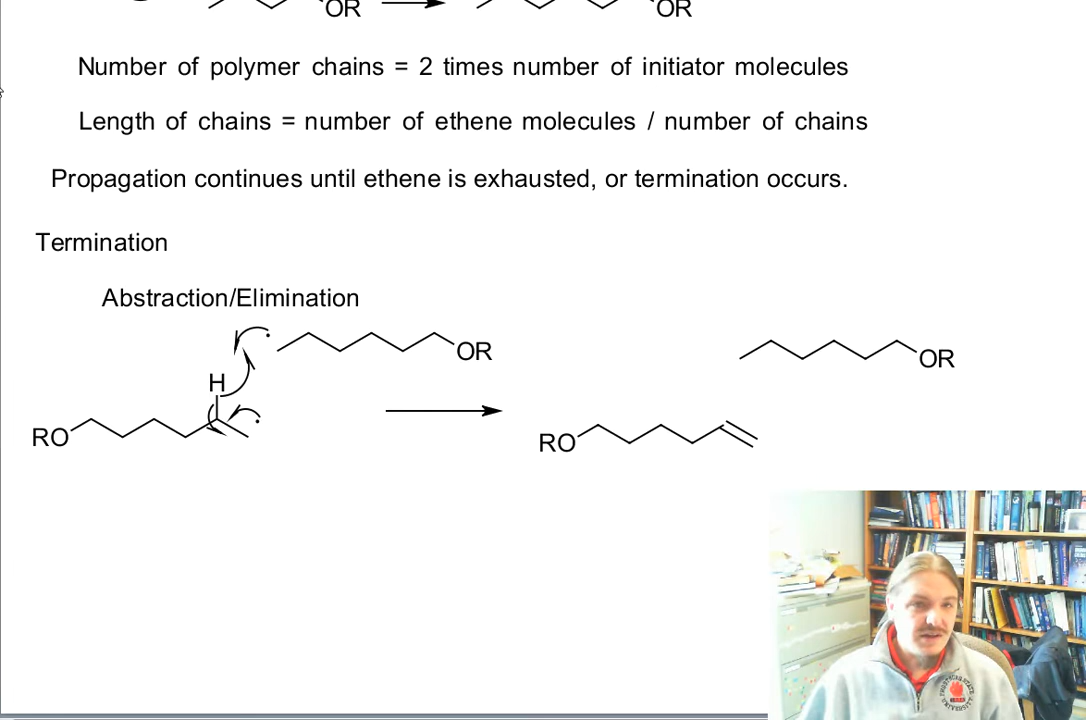 OR OR
Number of polymer chains = 2 times number of initiator molecules
Length of chains = number of ethene molecules / number of chains
Propagation continues until ethene is exhausted, or termination occurs.
Termination
Abstraction/Elimination
OR OR
H
RO RO